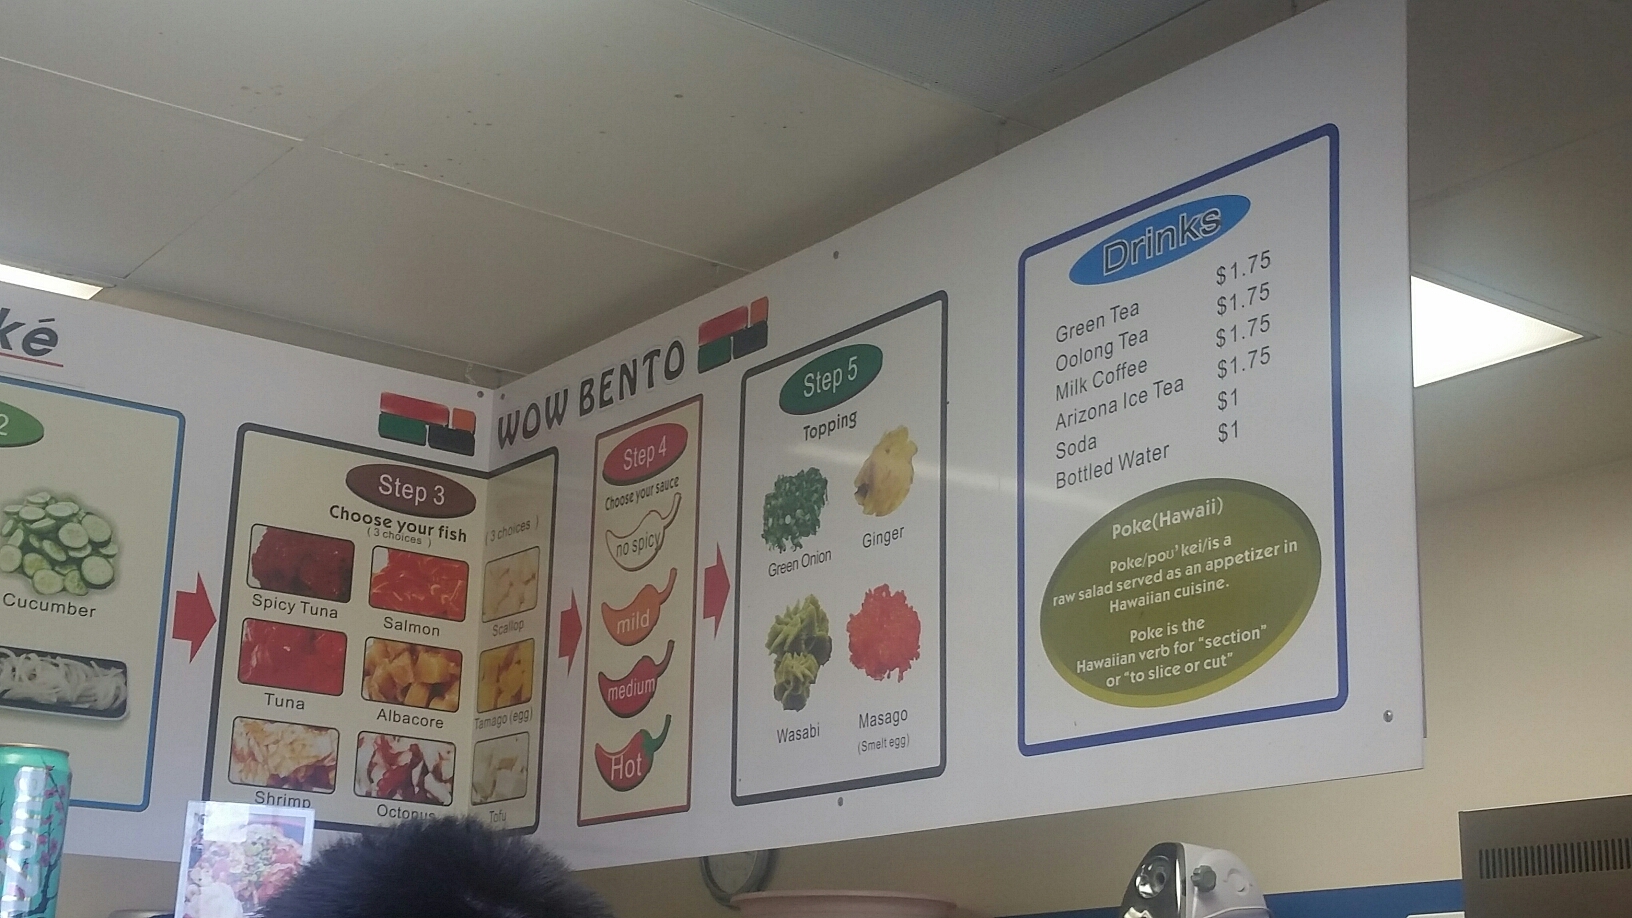 ké
2
Cucumber
Step 3
Choose your fish
( 3 choices )
Spicy Tuna
Salmon
Tuna
Albacore
Shrimp
Octopus
( 3 choices )
Scallop
Tamago (egg)
Tofu
WOW BENTO
Step 4
Choose your sauce
no spicy
mild
medium
Hot
Step 5
Topping
Green Onion
Ginger
Wasabi
Masago
(Smelt egg)
Drinks
Green Tea $1.75
Oolong Tea $1.75
Milk Coffee $1.75
Arizona Ice Tea $1.75
Soda $1
Bottled Water $1
Poke(Hawaii)
Poke/pou' kei/is a
raw salad served as an appetizer in
Hawaiian cuisine.
Poke is the
Hawaiian verb for "section"
or "to slice or cut"